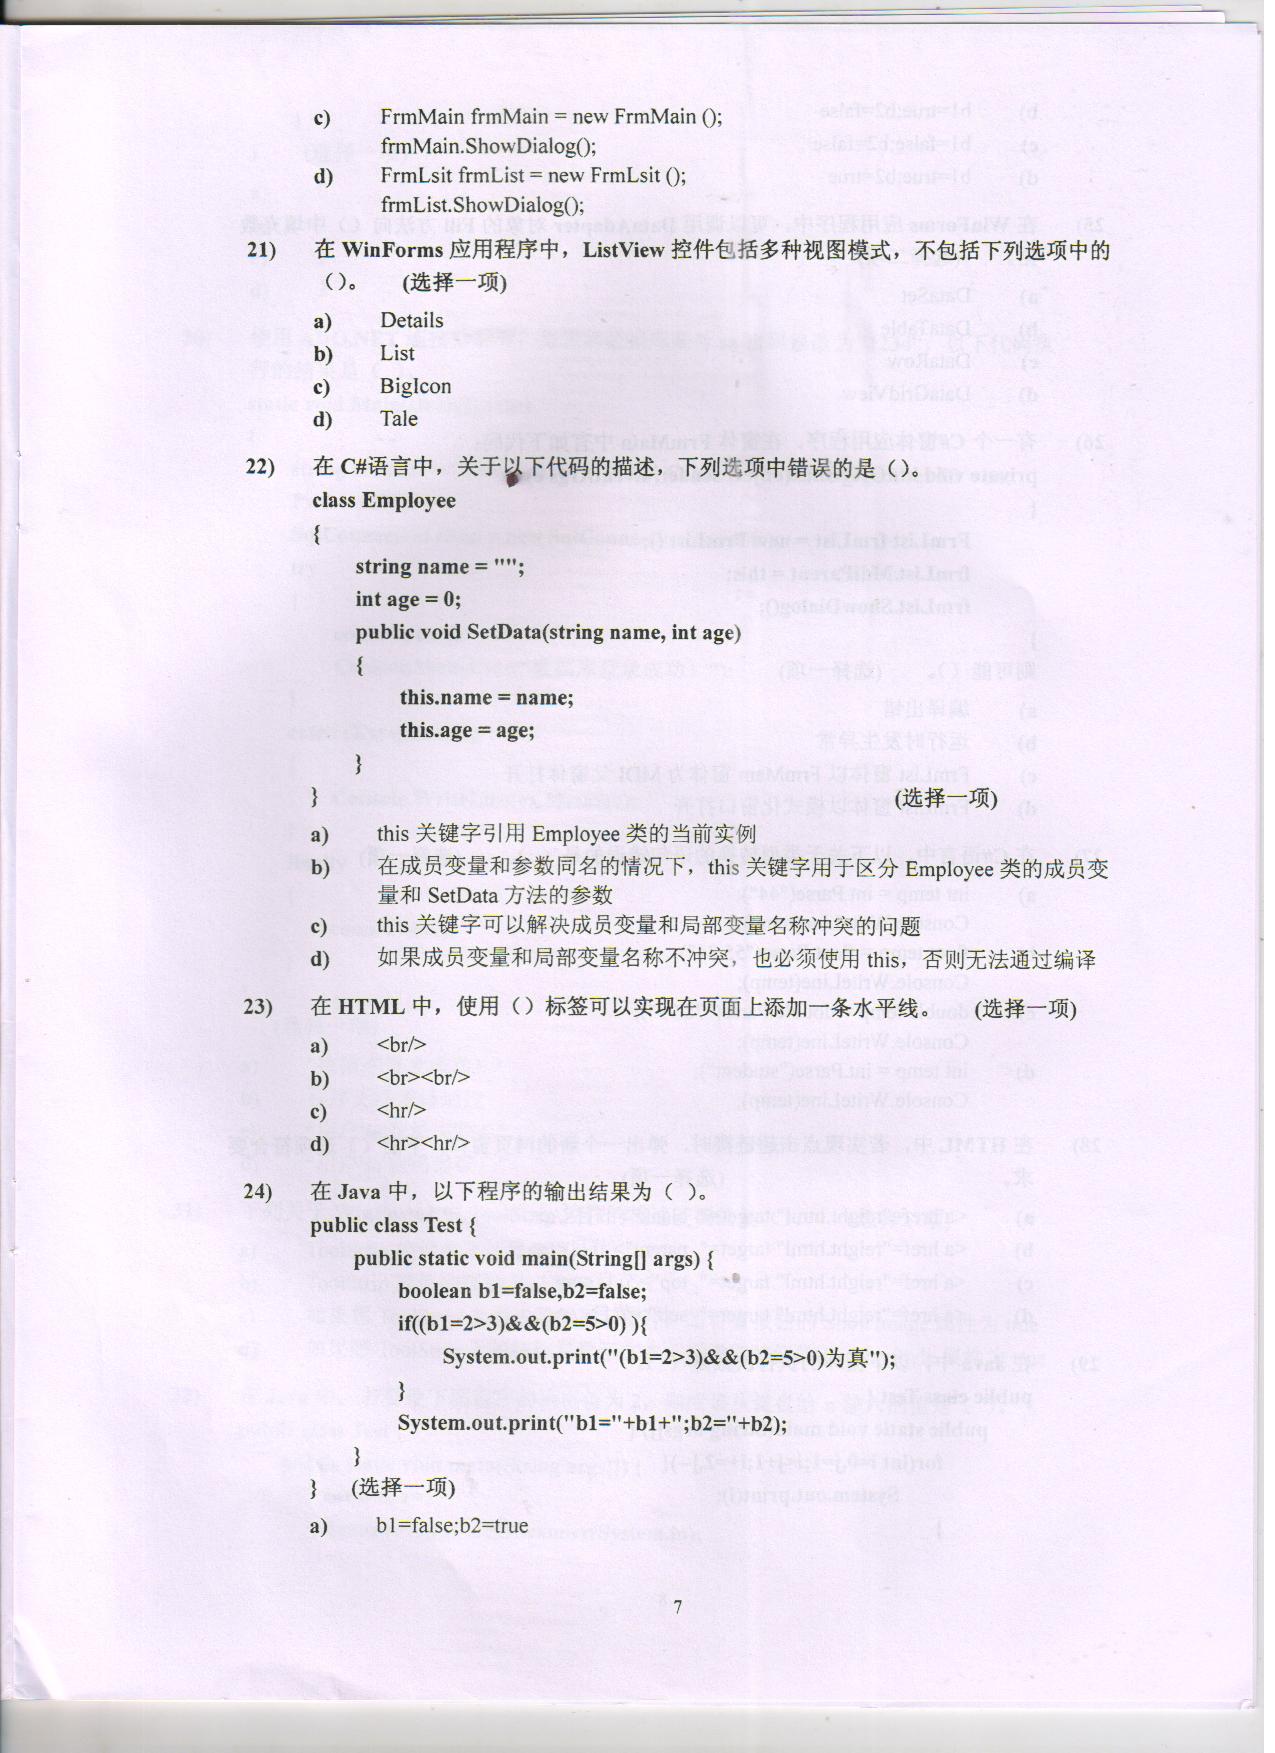 c) FrmMain frmMain = new FrmMain ();
frmMain.ShowDialog();
d) FrmLsit frmList = new FrmLsit ();
frmList.ShowDialog();
21) 在 WinForms 应用程序中，ListView 控件包括多种视图模式，不包括下列选项中的
（）。 (选择一项)
a) Details
b) List
c) BigIcon
d) Tale
22) 在 C#语言中，关于以下代码的描述，下列选项中错误的是（）。
class Employee
{
string name = "";
int age = 0;
public void SetData(string name, int age)
{
this.name = name;
this.age = age;
}
} (选择一项)
a) this 关键字引用 Employee 类的当前实例
b) 在成员变量和参数同名的情况下，this 关键字用于区分 Employee 类的成员变
量和 SetData 方法的参数
c) this 关键字可以解决成员变量和局部变量名称冲突的问题
d) 如果成员变量和局部变量名称不冲突，也必须使用 this，否则无法通过编译
23) 在 HTML 中，使用（）标签可以实现在页面上添加一条水平线。 (选择一项)
a) <br/>
b) <br><br/>
c) <hr/>
d) <hr><hr/>
24) 在 Java 中，以下程序的输出结果为（ ）。
public class Test {
public static void main(String[] args) {
boolean b1=false,b2=false;
if((b1=2>3)&&(b2=5>0) ){
System.out.print("(b1=2>3)&&(b2=5>0)为真");
}
System.out.print("b1="+b1+";b2="+b2);
}
} (选择一项)
a) b1=false;b2=true
7